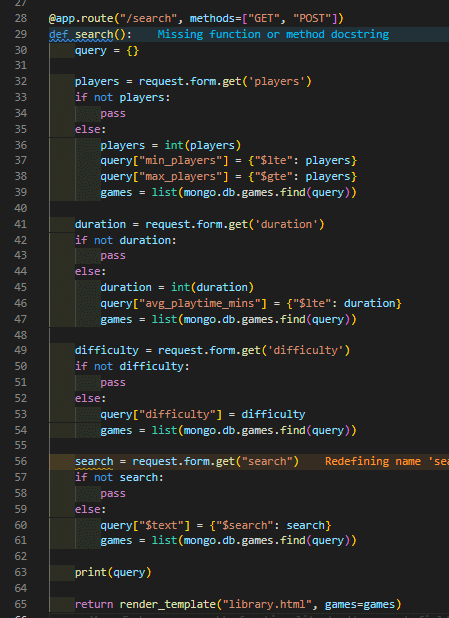 27
28 @app.route("/search", methods=["GET", "POST"])
29 def search(): Missing function or method docstring
30 query = {}
31
32 players = request.form.get('players')
33 if not players:
34 pass
35 else:
36 players = int(players)
37 query["min_players"] = {"$lte": players}
38 query["max_players"] = {"$gte": players}
39 games = list(mongo.db.games.find(query))
40
41 duration = request.form.get('duration')
42 if not duration:
43 pass
44 else:
45 duration = int(duration)
46 query["avg_playtime_mins"] = {"$lte": duration}
47 games = list(mongo.db.games.find(query))
48
49 difficulty = request.form.get('difficulty')
50 if not difficulty:
51 pass
52 else:
53 query["difficulty"] = difficulty
54 games = list(mongo.db.games.find(query))
55
56 search = request.form.get("search") Redefining name 'sea
57 if not search:
58 pass
59 else:
60 query["$text"] = {"$search": search}
61 games = list(mongo.db.games.find(query))
62
63 print(query)
64
65 return render_template("library.html", games=games)